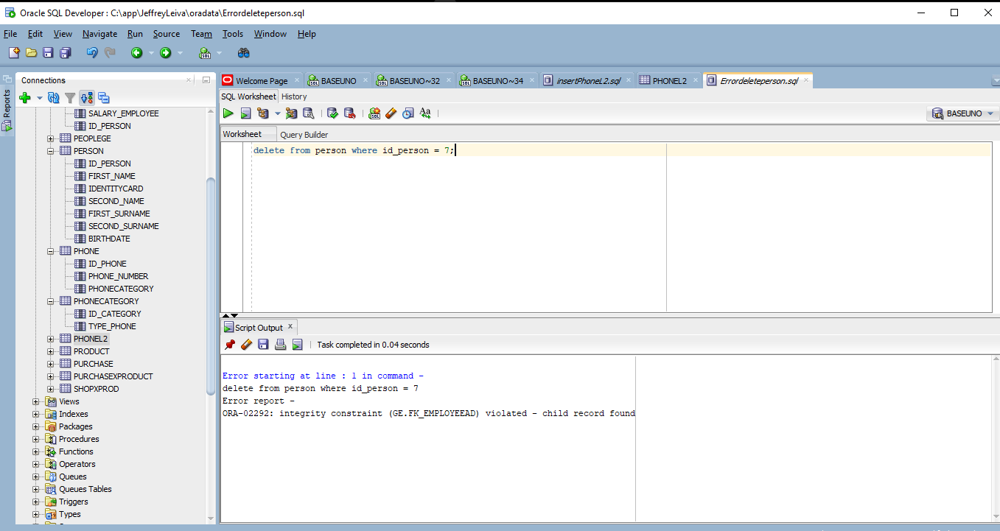 Oracle SQL Developer : C:\app\JeffreyLeiva\oradata\Errordeleteperson.sql
File Edit View Navigate Run Source Team Tools Window Help
Reports
Connections
SALARY_EMPLOYEE
ID_PERSON
PEOPLEGE
PERSON
ID_PERSON
FIRST_NAME
IDENTITYCARD
SECOND_NAME
FIRST_SURNAME
SECOND_SURNAME
BIRTHDATE
PHONE
ID_PHONE
PHONE_NUMBER
PHONECATEGORY
PHONECATEGORY
ID_CATEGORY
TYPE_PHONE
PHONEL2
PRODUCT
PURCHASE
PURCHASEXPRODUCT
SHOPXPROD
Views
Indexes
Packages
Procedures
Functions
Operators
Queues
Queues Tables
Triggers
Types
Welcome Page BASEUNO BASEUNO~32 BASEUNO~34 insertPhoneL2.sql PHONEL2 Errordeleteperson.sql
SQL Worksheet History
BASEUNO
Worksheet Query Builder
delete from person where id_person = 7;
Script Output
Task completed in 0.04 seconds
Error starting at line : 1 in command -
delete from person where id_person = 7
Error report -
ORA-02292: integrity constraint (GE.FK_EMPLOYEEAD) violated - child record found